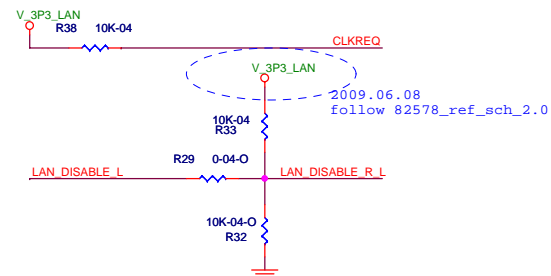 V_3P3_LAN
R38 10K-04
CLKREQ
V_3P3_LAN
2009.06.08
follow 82578_ref_sch_2.0
10K-04
R33
R29 0-04-O
LAN_DISABLE_L
LAN_DISABLE_R_L
10K-04-O
R32